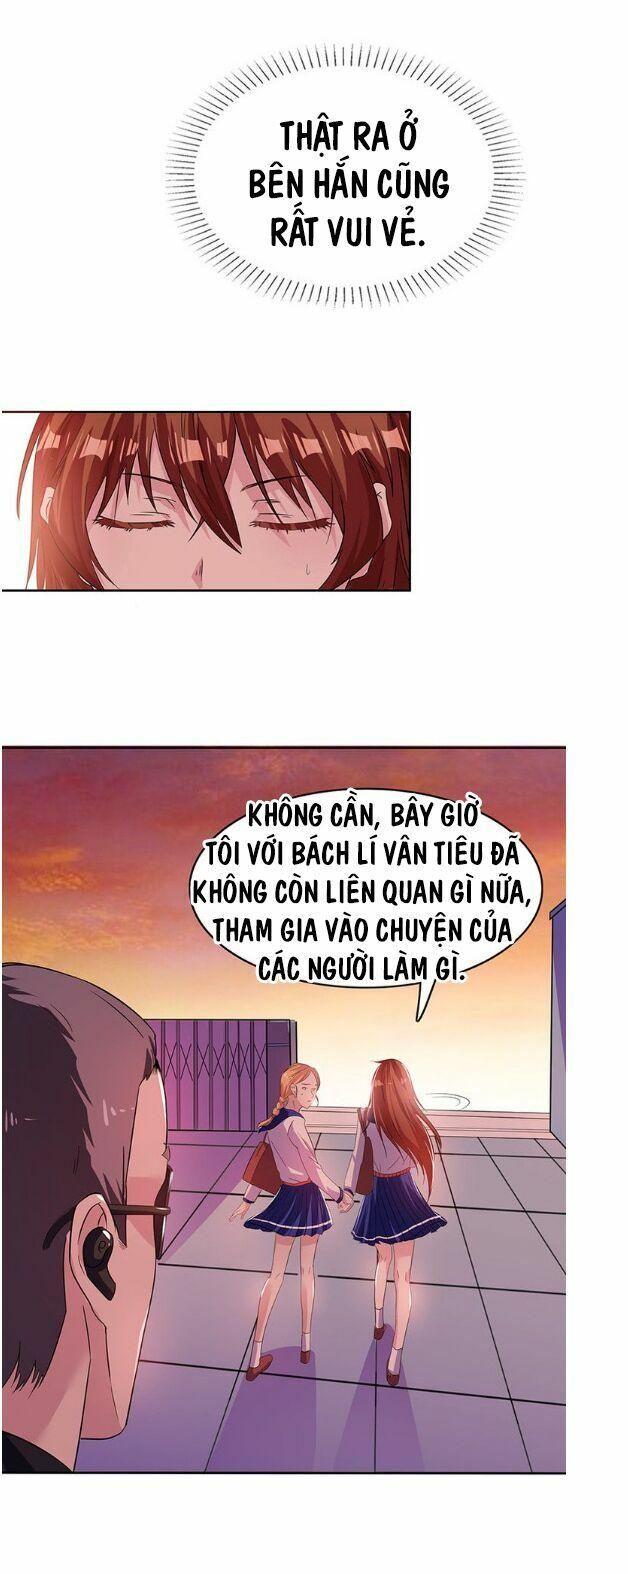 THẬT RA Ở
BÊN HẮN CŨNG
RẤT VUI VẺ.
KHÔNG CẦN, BÂY GIỜ
TÔI VỚI BÁCH LÍ VÂN TIÊU ĐÃ
KHÔNG CÒN LIÊN QUAN GÌ NỮA,
THAM GIA VÀO CHUYỆN CỦA
CÁC NGƯỜI LÀM GÌ.